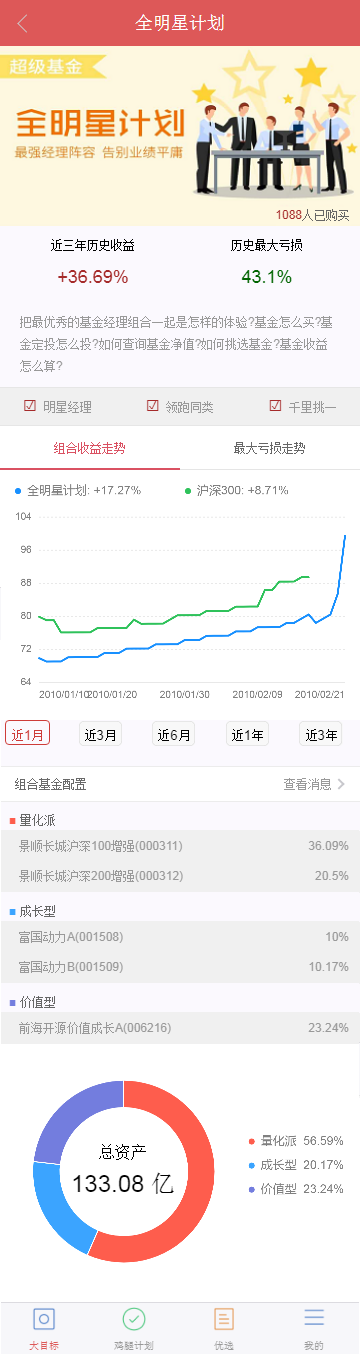 全明星计划
超级基金
全明星计划
最强经理阵容 告别业绩平庸
1088人已购买
近三年历史收益 历史最大亏损
+36.69% 43.1%
把最优秀的基金经理组合一起是怎样的体验?基金怎么买?基
金定投怎么投?如何查询基金净值?如何挑选基金?基金收益
怎么算?
明星经理 领跑同类 千里挑一
组合收益走势 最大亏损走势
全明星计划: +17.27% 沪深300: +8.71%
104
96
88
80
72
64
2010/01/10 2010/01/20 2010/01/30 2010/02/09 2010/02/21
近1月 近3月 近6月 近1年 近3年
组合基金配置 查看消息
量化派
景顺长城沪深100增强(000311) 36.09%
景顺长城沪深200增强(000312) 20.5%
成长型
富国动力A(001508) 10%
富国动力B(001509) 10.17%
价值型
前海开源价值成长A(006216) 23.24%
总资产
133.08 亿
量化派 56.59%
成长型 20.17%
价值型 23.24%
大目标 鸡腿计划 优选 我的